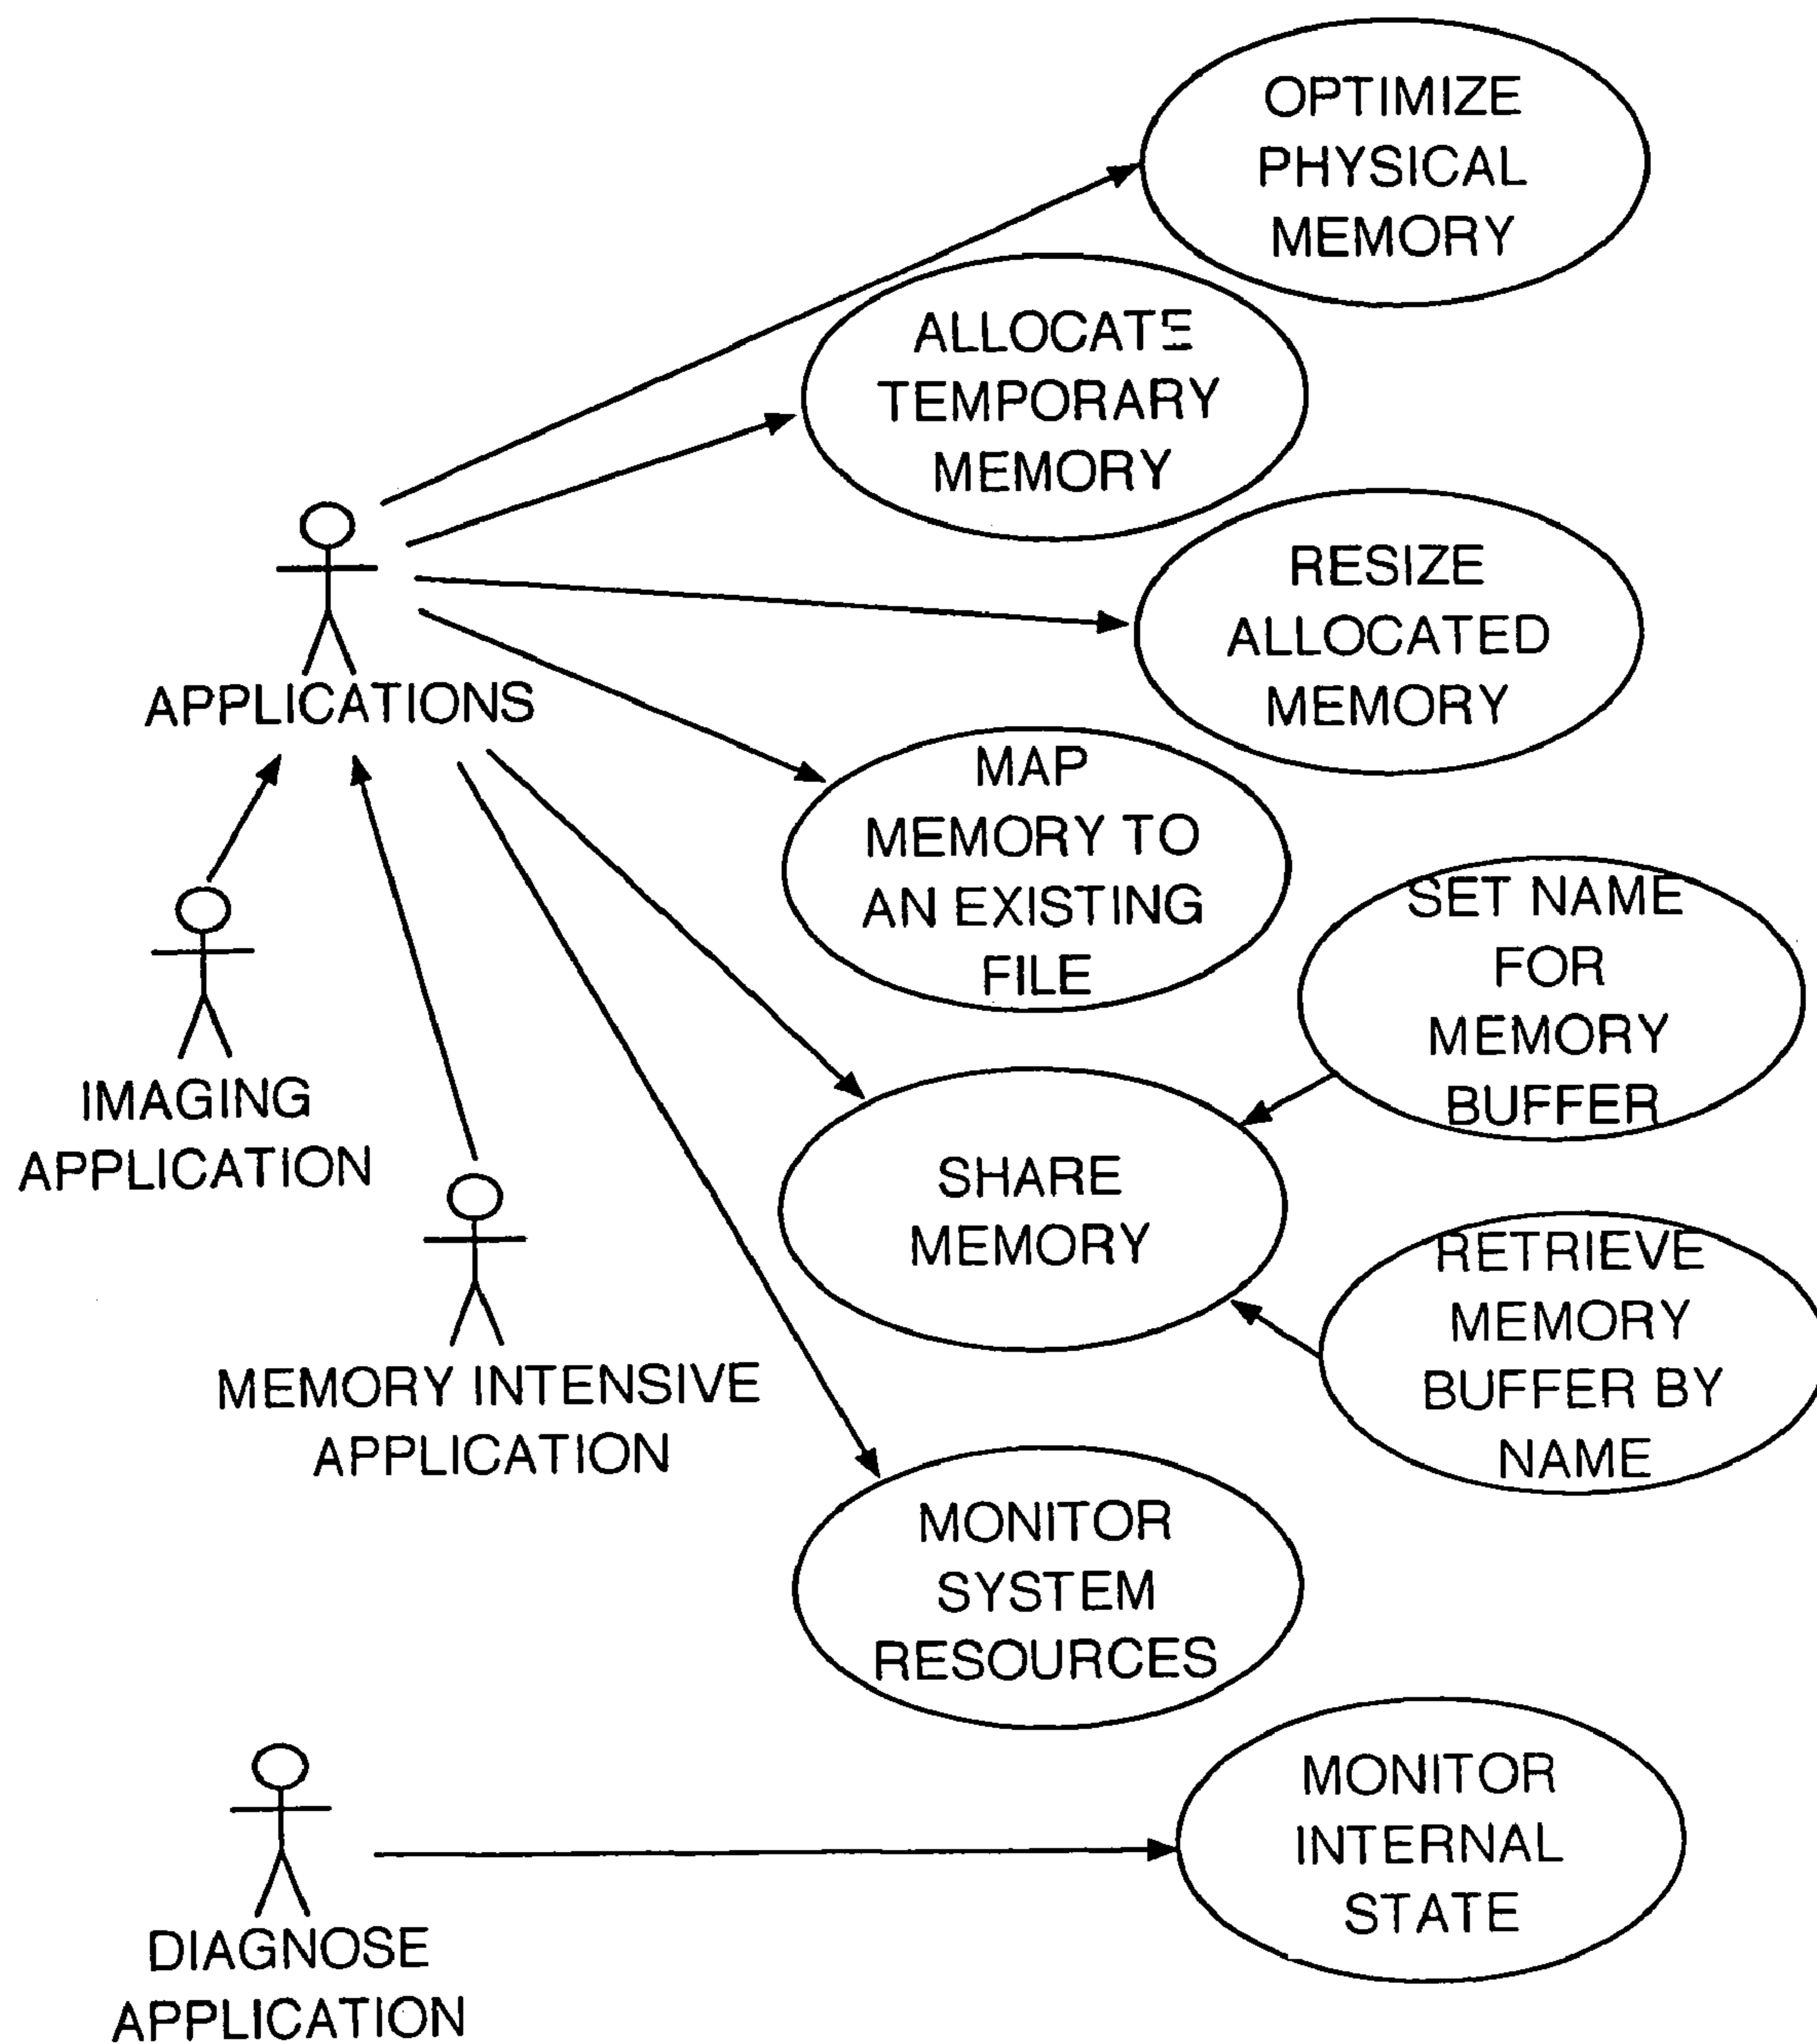 OPTIMIZE
PHYSICAL
MEMORY
ALLOCATE
TEMPORARY
MEMORY
RESIZE
ALLOCATED
MEMORY
APPLICATIONS
MAP
MEMORY TO
AN EXISTING
FILE
SET NAME
FOR
MEMORY
BUFFER
IMAGING
APPLICATION
SHARE
MEMORY
RETRIEVE
MEMORY
BUFFER BY
NAME
MEMORY INTENSIVE
APPLICATION
MONITOR
SYSTEM
RESOURCES
MONITOR
INTERNAL
STATE
DIAGNOSE
APPLICATION